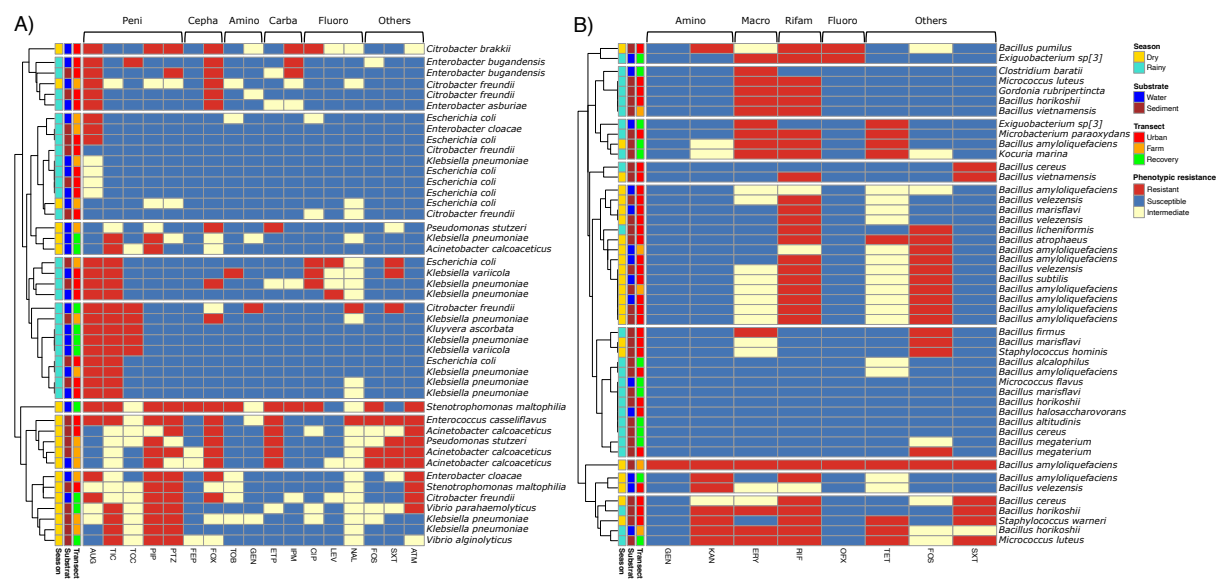 A)
Peni Cepha Amino Carba Fluoro Others
Citrobacter brakkii
Enterobacter bugandensis
Enterobacter bugandensis
Citrobacter freundii
Citrobacter freundii
Enterobacter asburiae
Escherichia coli
Enterobacter cloacae
Escherichia coli
Citrobacter freundii
Klebsiella pneumoniae
Escherichia coli
Escherichia coli
Escherichia coli
Escherichia coli
Citrobacter freundii
Pseudomonas stutzeri
Klebsiella pneumoniae
Acinetobacter calcoaceticus
Escherichia coli
Klebsiella variicola
Klebsiella pneumoniae
Klebsiella pneumoniae
Citrobacter freundii
Klebsiella pneumoniae
Kluyvera ascorbata
Klebsiella pneumoniae
Klebsiella variicola
Escherichia coli
Klebsiella pneumoniae
Klebsiella pneumoniae
Klebsiella pneumoniae
Stenotrophomonas maltophilia
Enterococcus casseliflavus
Acinetobacter calcoaceticus
Pseudomonas stutzeri
Acinetobacter calcoaceticus
Acinetobacter calcoaceticus
Enterobacter cloacae
Stenotrophomonas maltophilia
Citrobacter freundii
Vibrio parahaemolyticus
Klebsiella pneumoniae
Klebsiella pneumoniae
Vibrio alginolyticus
Season Substrate Transect AUG TIC TCC PIP PTZ FEP FOX TOB GEN ETP IPM CIP LEV NAL FOS SXT ATM
B)
Amino Macro Rifam Fluoro Others
Bacillus pumilus
Exiguobacterium sp[3]
Clostridium baratii
Micrococcus luteus
Gordonia rubripertincta
Bacillus horikoshii
Bacillus vietnamensis
Exiguobacterium sp[3]
Microbacterium paraoxydans
Bacillus amyloliquefaciens
Kocuria marina
Bacillus cereus
Bacillus vietnamensis
Bacillus amyloliquefaciens
Bacillus velezensis
Bacillus marisflavi
Bacillus velezensis
Bacillus licheniformis
Bacillus atrophaeus
Bacillus amyloliquefaciens
Bacillus amyloliquefaciens
Bacillus velezensis
Bacillus subtilis
Bacillus amyloliquefaciens
Bacillus amyloliquefaciens
Bacillus amyloliquefaciens
Bacillus amyloliquefaciens
Bacillus firmus
Bacillus marisflavi
Staphylococcus hominis
Bacillus alcalophilus
Bacillus amyloliquefaciens
Micrococcus flavus
Bacillus marisflavi
Bacillus horikoshii
Bacillus halosaccharovorans
Bacillus altitudinis
Bacillus cereus
Bacillus megaterium
Bacillus megaterium
Bacillus amyloliquefaciens
Bacillus amyloliquefaciens
Bacillus velezensis
Bacillus cereus
Bacillus horikoshii
Staphylococcus warneri
Bacillus horikoshii
Micrococcus luteus
Season Substrate Transect GEN KAN ERY RIF OFX TET FOS SXT
Season
Dry
Rainy
Substrate
Water
Sediment
Transect
Urban
Farm
Recovery
Phenotypic resistance
Resistant
Susceptible
Intermediate